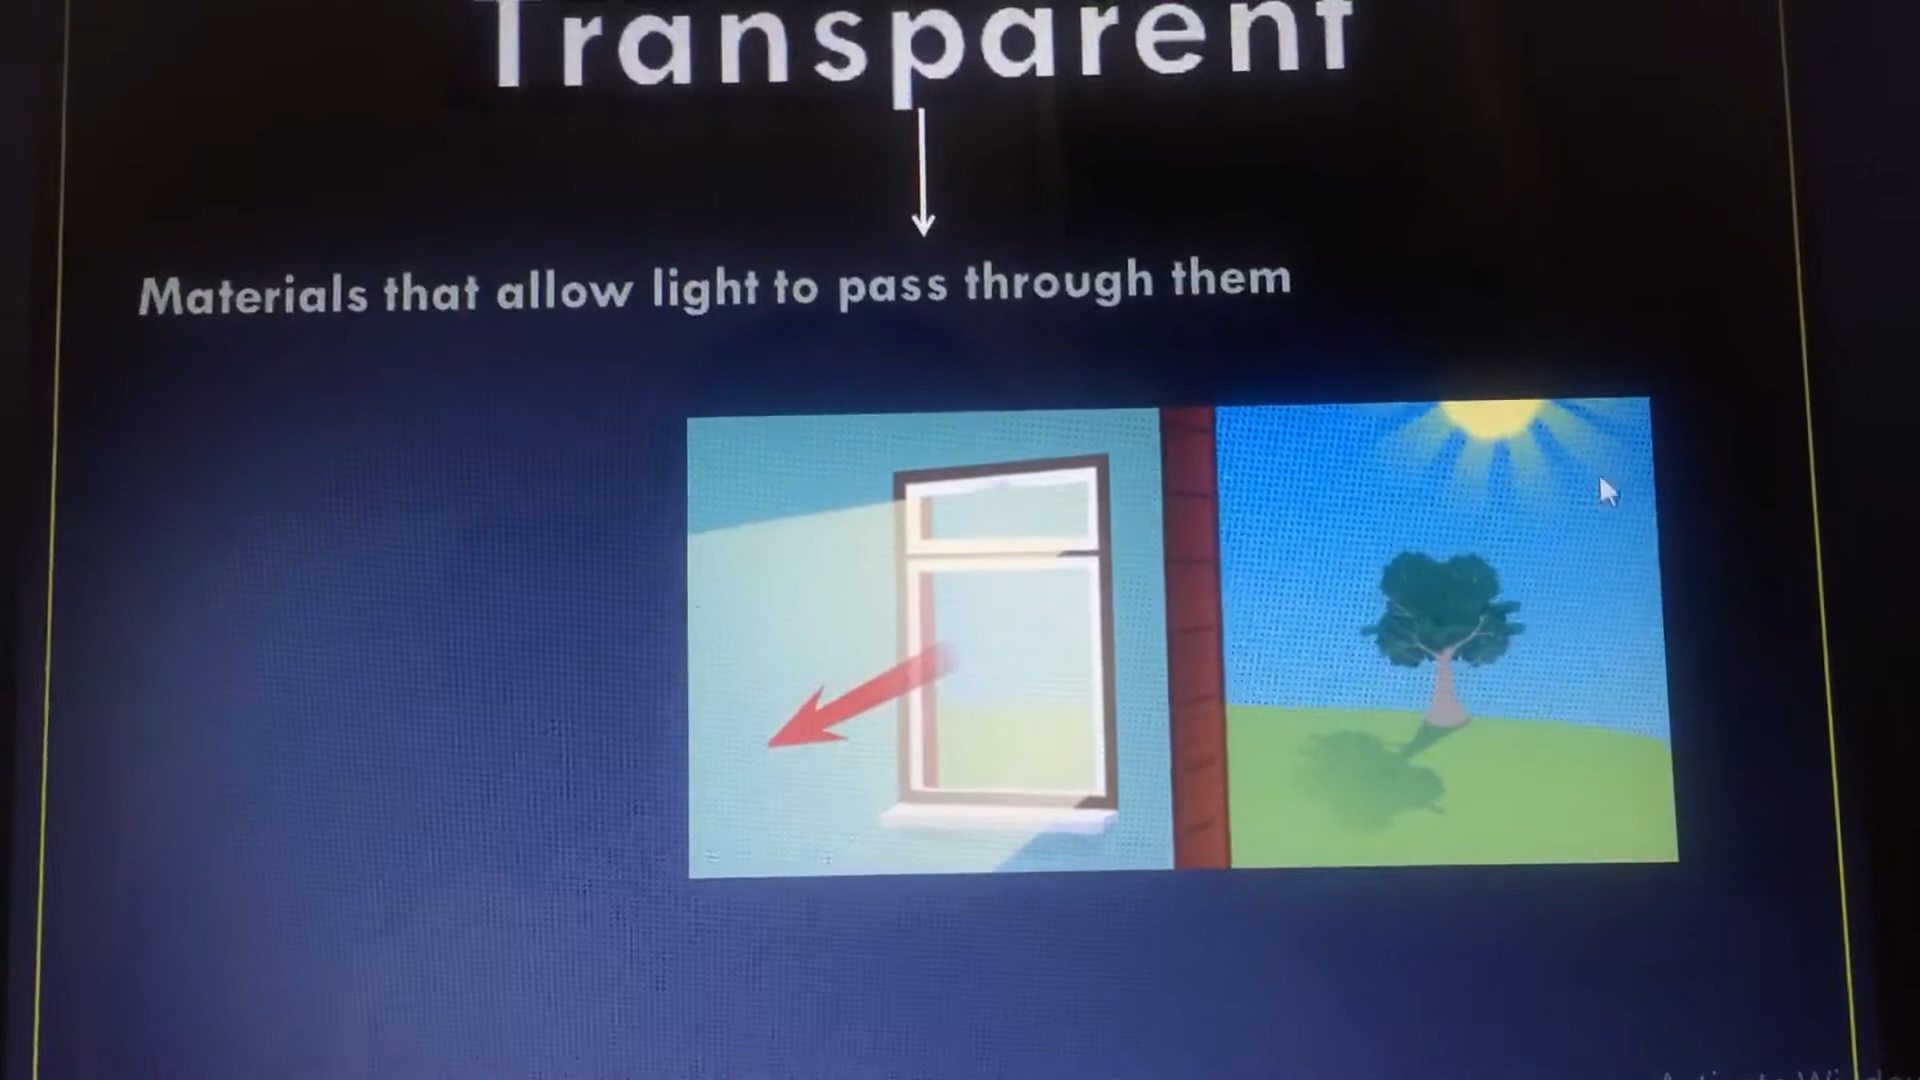 Transparent
Materials that allow light to pass through them